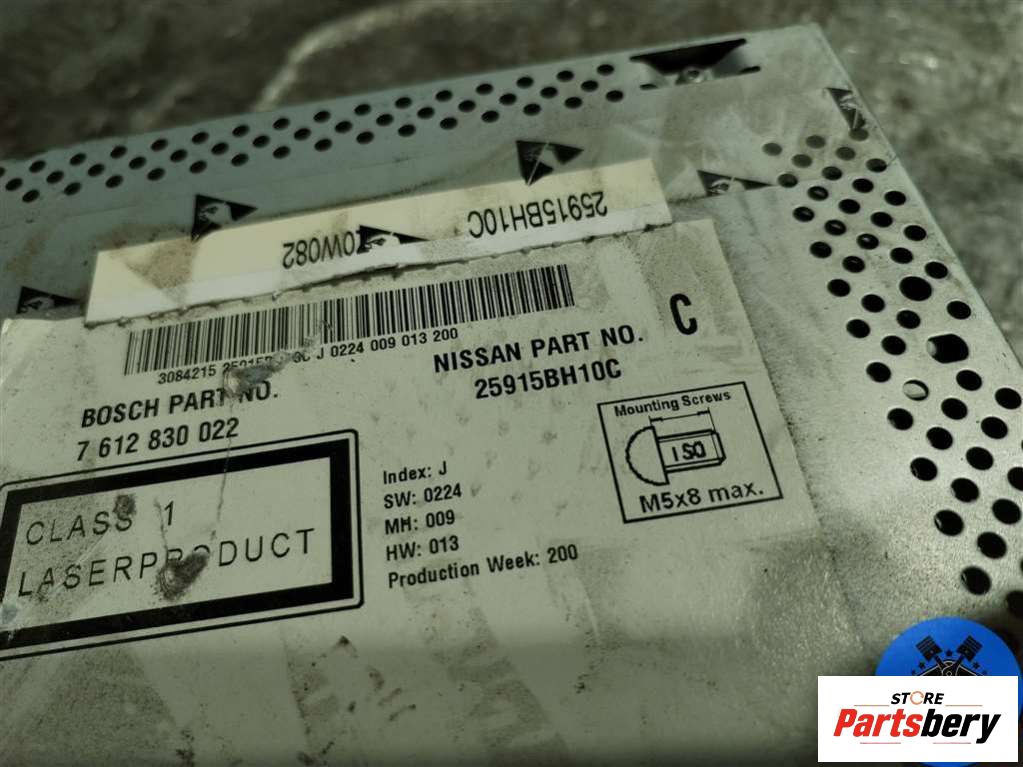 25915BH10C
0W082
3084215
J 0224 009 013 200
BOSCH PART NO.
7 612 830 022
NISSAN PART NO.
25915BH10C
C
Mounting Screws
ISO
M5x8 max.
CLASS 1
LASERPRODUCT
Index: J
SW: 0224
MH: 009
HW: 013
Production Week: 200
STORE
Partsbery